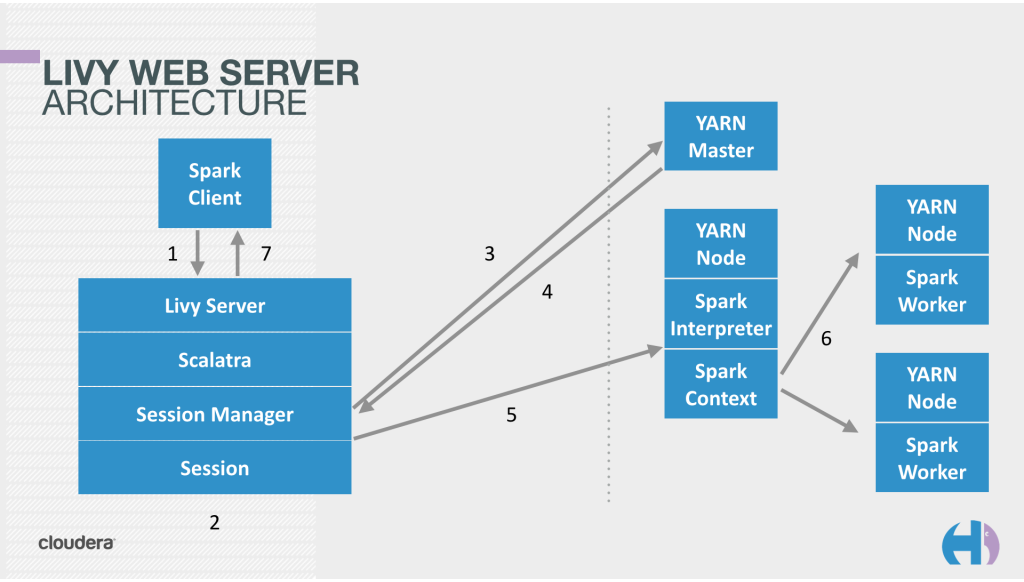 LIVY WEB SERVER
ARCHITECTURE
Spark
Client
1
7
Livy Server
Scalatra
Session Manager
Session
2
3
4
5
YARN
Master
YARN
Node
Spark
Interpreter
Spark
Context
6
YARN
Node
Spark
Worker
YARN
Node
Spark
Worker
cloudera